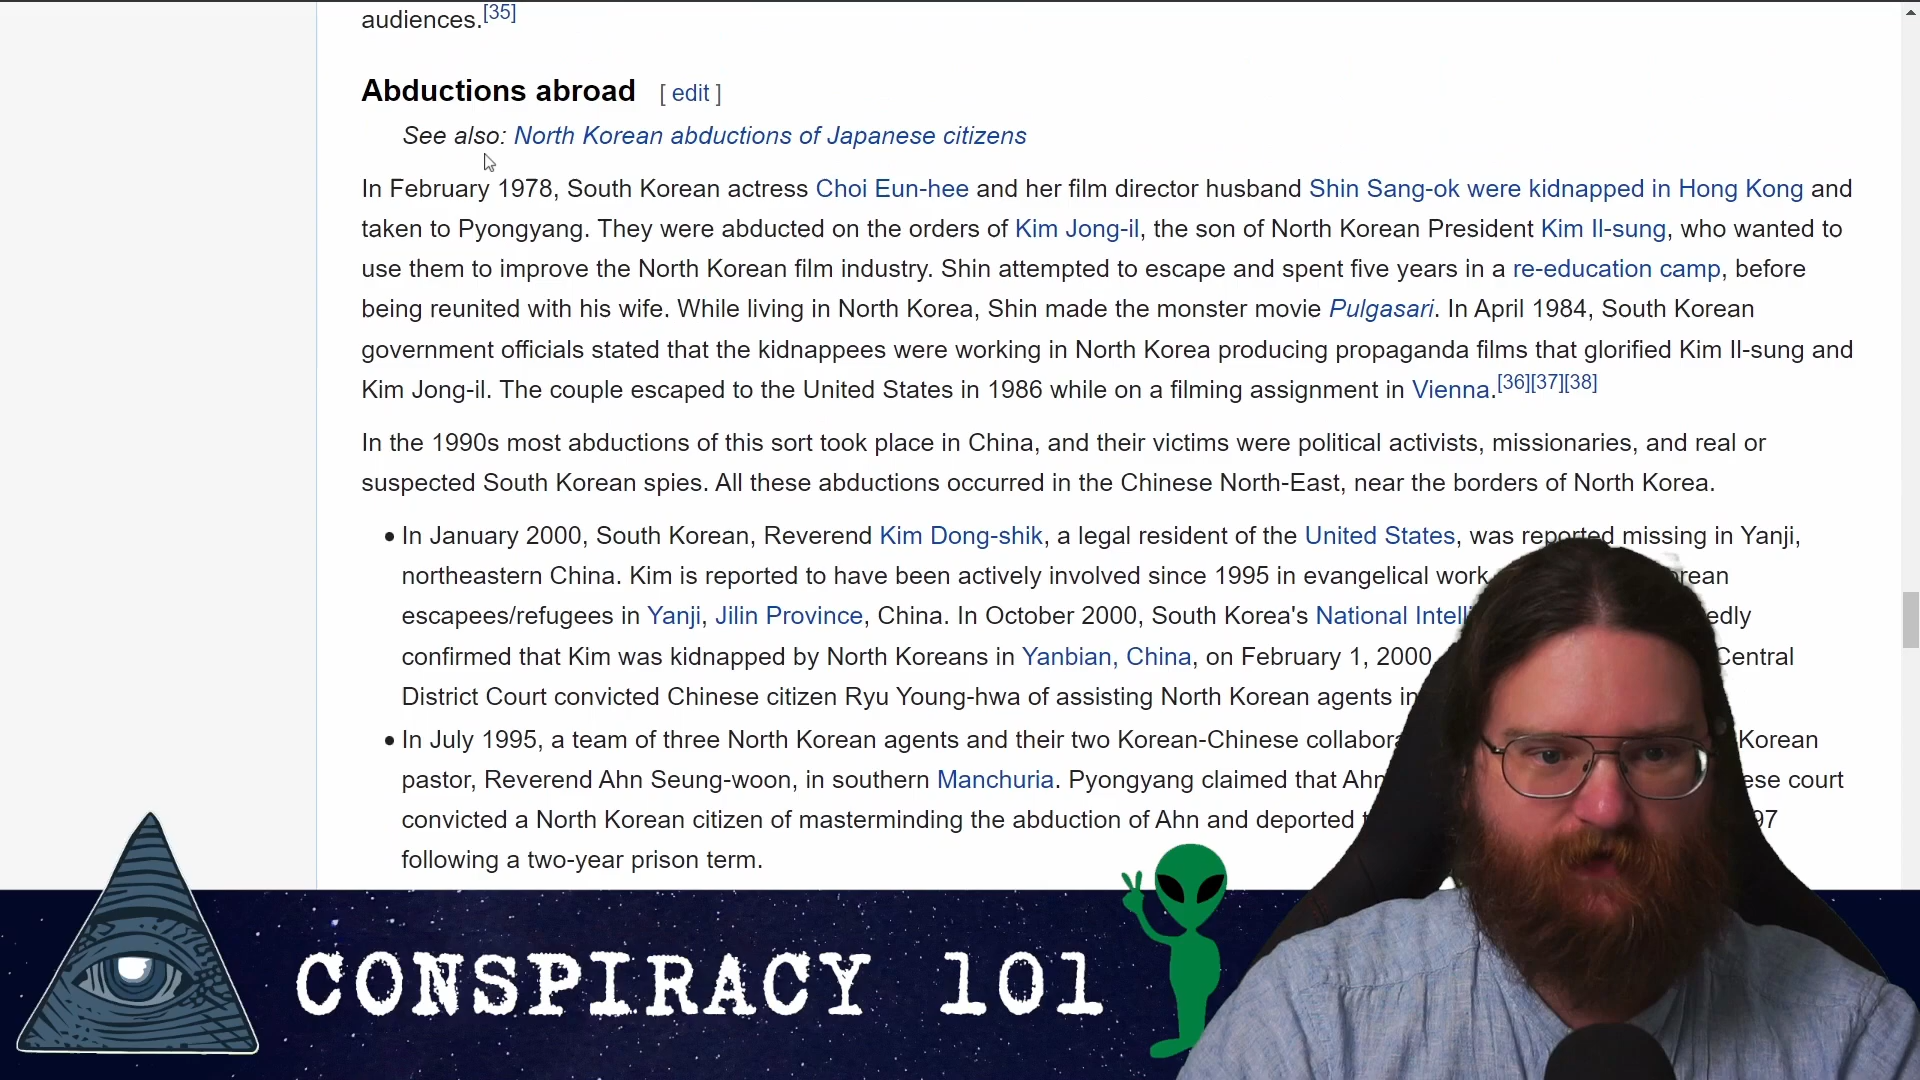 audiences.[35]
Abductions abroad [ edit ]
See also: North Korean abductions of Japanese citizens
In February 1978, South Korean actress Choi Eun-hee and her film director husband Shin Sang-ok were kidnapped in Hong Kong and
taken to Pyongyang. They were abducted on the orders of Kim Jong-il, the son of North Korean President Kim Il-sung, who wanted to
use them to improve the North Korean film industry. Shin attempted to escape and spent five years in a re-education camp, before
being reunited with his wife. While living in North Korea, Shin made the monster movie Pulgasari. In April 1984, South Korean
government officials stated that the kidnappees were working in North Korea producing propaganda films that glorified Kim Il-sung and
Kim Jong-il. The couple escaped to the United States in 1986 while on a filming assignment in Vienna.[36][37][38]
In the 1990s most abductions of this sort took place in China, and their victims were political activists, missionaries, and real or
suspected South Korean spies. All these abductions occurred in the Chinese North-East, near the borders of North Korea.
• In January 2000, South Korean, Reverend Kim Dong-shik, a legal resident of the United States, was reported missing in Yanji,
northeastern China. Kim is reported to have been actively involved since 1995 in evangelical work
escapees/refugees in Yanji, Jilin Province, China. In October 2000, South Korea's National
confirmed that Kim was kidnapped by North Koreans in Yanbian, China, on February 1, 2000 Central
District Court convicted Chinese citizen Ryu Young-hwa of assisting North Korean agents in
• In July 1995, a team of three North Korean agents and their two Korean-Chinese Korean
pastor, Reverend Ahn Seung-woon, in southern Manchuria. Pyongyang claimed that Ahn court
convicted a North Korean citizen of masterminding the abduction of Ahn and deported
following a two-year prison term.
CONSPIRACY 101